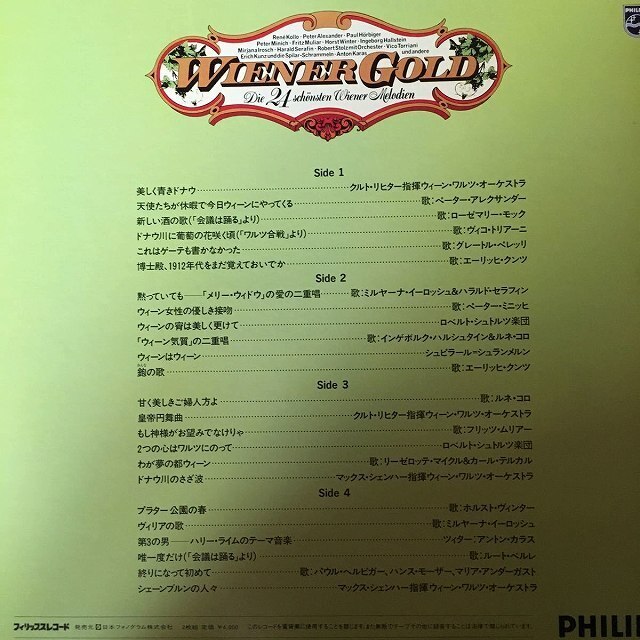 PHILIPS
René Kollo · Peter Alexander · Paul Hörbiger
Peter Minich · Fritz Muliar · Horst Winter · Ingeborg Hallstein
Mirjana Irosch · Harald Serafin · Robert Stolz mit Orchester · Vico Torriani
Erich Kunz und die Spilar-Schrammeln · Anton Karas und andere
WIENER GOLD
Die 24 schönsten Wiener Melodien
Side 1
美しく青きドナウ クルト・リヒター指揮ウィーン・ワルツ・オーケストラ
天使たちが休暇で今日ウィーンにやってくる 歌：ペーター・アレクサンダー
新しい酒の歌(「会議は踊る」より) 歌：ローゼマリー・モック
ドナウ川に葡萄の花咲く頃(「ワルツ合戦」より) 歌：ヴィコ・トリアーニ
これはゲーテも書かなかった 歌：グレートル・ペレッリ
博士殿、1912年代をまだ覚えておいでか 歌：エーリッヒ・クンツ
Side 2
黙っていても——「メリー・ウィドウ」の愛の二重唱 歌：ミルヤーナ・イーロッシュ&ハラルド・セラフィン
ウィーン女性の優しき接吻 歌：ペーター・ミニッヒ
ウィーンの宵は美しく更けて ロベルト・シュトルツ楽団
「ウィーン気質」の二重唱 歌：インゲボルク・ハルシュタイン&ルネ・コロ
ウィーンはウィーン シュピラール=シュランメルン
鉋の歌 歌：エーリッヒ・クンツ
Side 3
甘く美しきご婦人方よ 歌：ルネ・コロ
皇帝円舞曲 クルト・リヒター指揮ウィーン・ワルツ・オーケストラ
もし神様がお望みでなけりゃ 歌：フリッツ・ムリアー
2つの心はワルツにのって ロベルト・シュトルツ楽団
わが夢の都ウィーン 歌：リーゼロッテ・マイクル&カール・テルカル
ドナウ川のさざ波 マックス・シェンハー指揮ウィーン・ワルツ・オーケストラ
Side 4
プラター公園の春 歌：ホルスト・ヴィンター
ヴィリアの歌 歌：ミルヤーナ・イーロッシュ
第3の男——ハリー・ライムのテーマ音楽 ツィター：アントン・カラス
唯一度だけ(「会議は踊る」より) 歌：ルート・ベルレ
終りになって初めて 歌：パウル・ヘルビガー、ハンス・モーザー、マリア・アンダーガスト
シェーンブルンの人々 マックス・シェンハー指揮ウィーン・ワルツ・オーケストラ
フィリップスレコード 発売元 日本フォノグラム株式会社 2枚組 定価 ¥4,000
PHILI